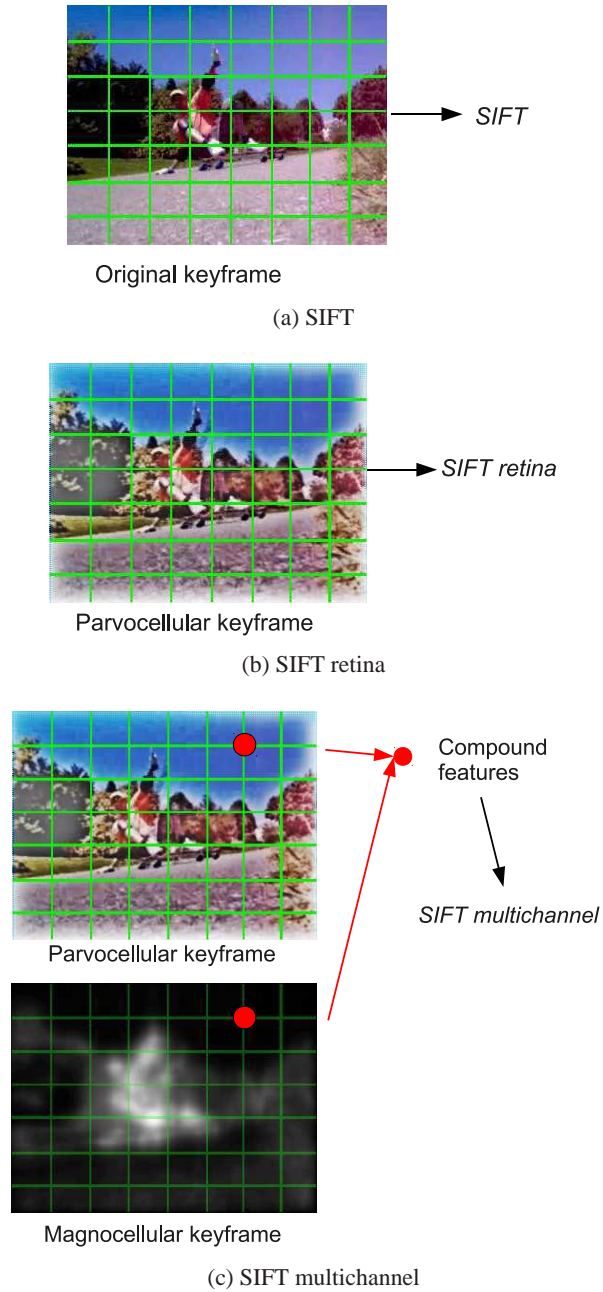 SIFT
Original keyframe
(a) SIFT
SIFT retina
Parvocellular keyframe
(b) SIFT retina
Compound
features
SIFT multichannel
Parvocellular keyframe
Magnocellular keyframe
(c) SIFT multichannel